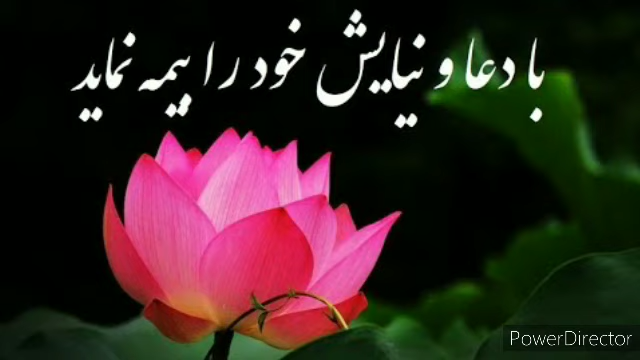 با دعا و نیایش خود را بیمه نماید
PowerDirector